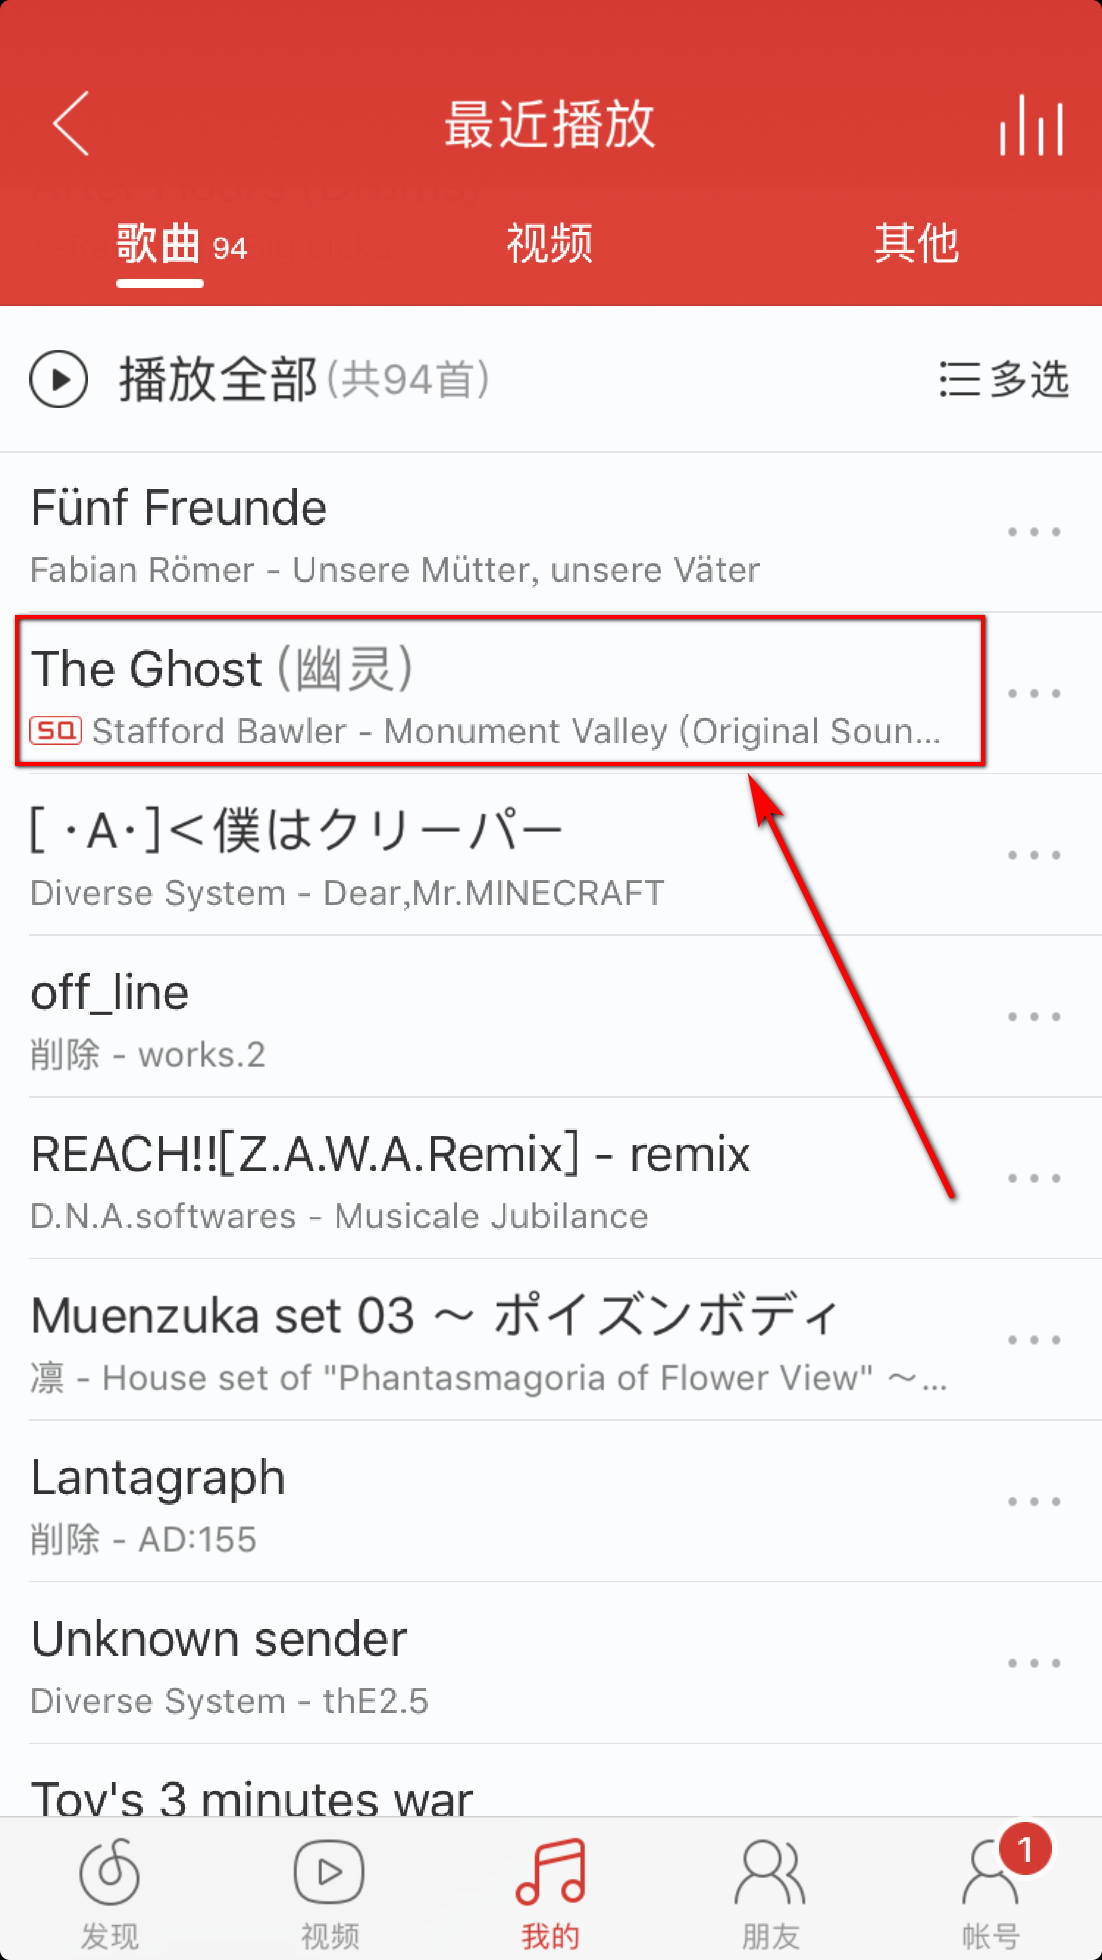 最近播放
歌曲 94 视频 其他
播放全部(共94首) 多选
Fünf Freunde
Fabian Römer - Unsere Mütter, unsere Väter
The Ghost (幽灵)
SQ Stafford Bawler - Monument Valley (Original Soun...
[ ·A·]<僕はクリーパー
Diverse System - Dear,Mr.MINECRAFT
off_line
削除 - works.2
REACH!![Z.A.W.A.Remix] - remix
D.N.A.softwares - Musicale Jubilance
Muenzuka set 03 ～ ポイズンボディ
凛 - House set of "Phantasmagoria of Flower View" ～...
Lantagraph
削除 - AD:155
Unknown sender
Diverse System - thE2.5
Toy's 3 minutes war
1
发现 视频 我的 朋友 帐号